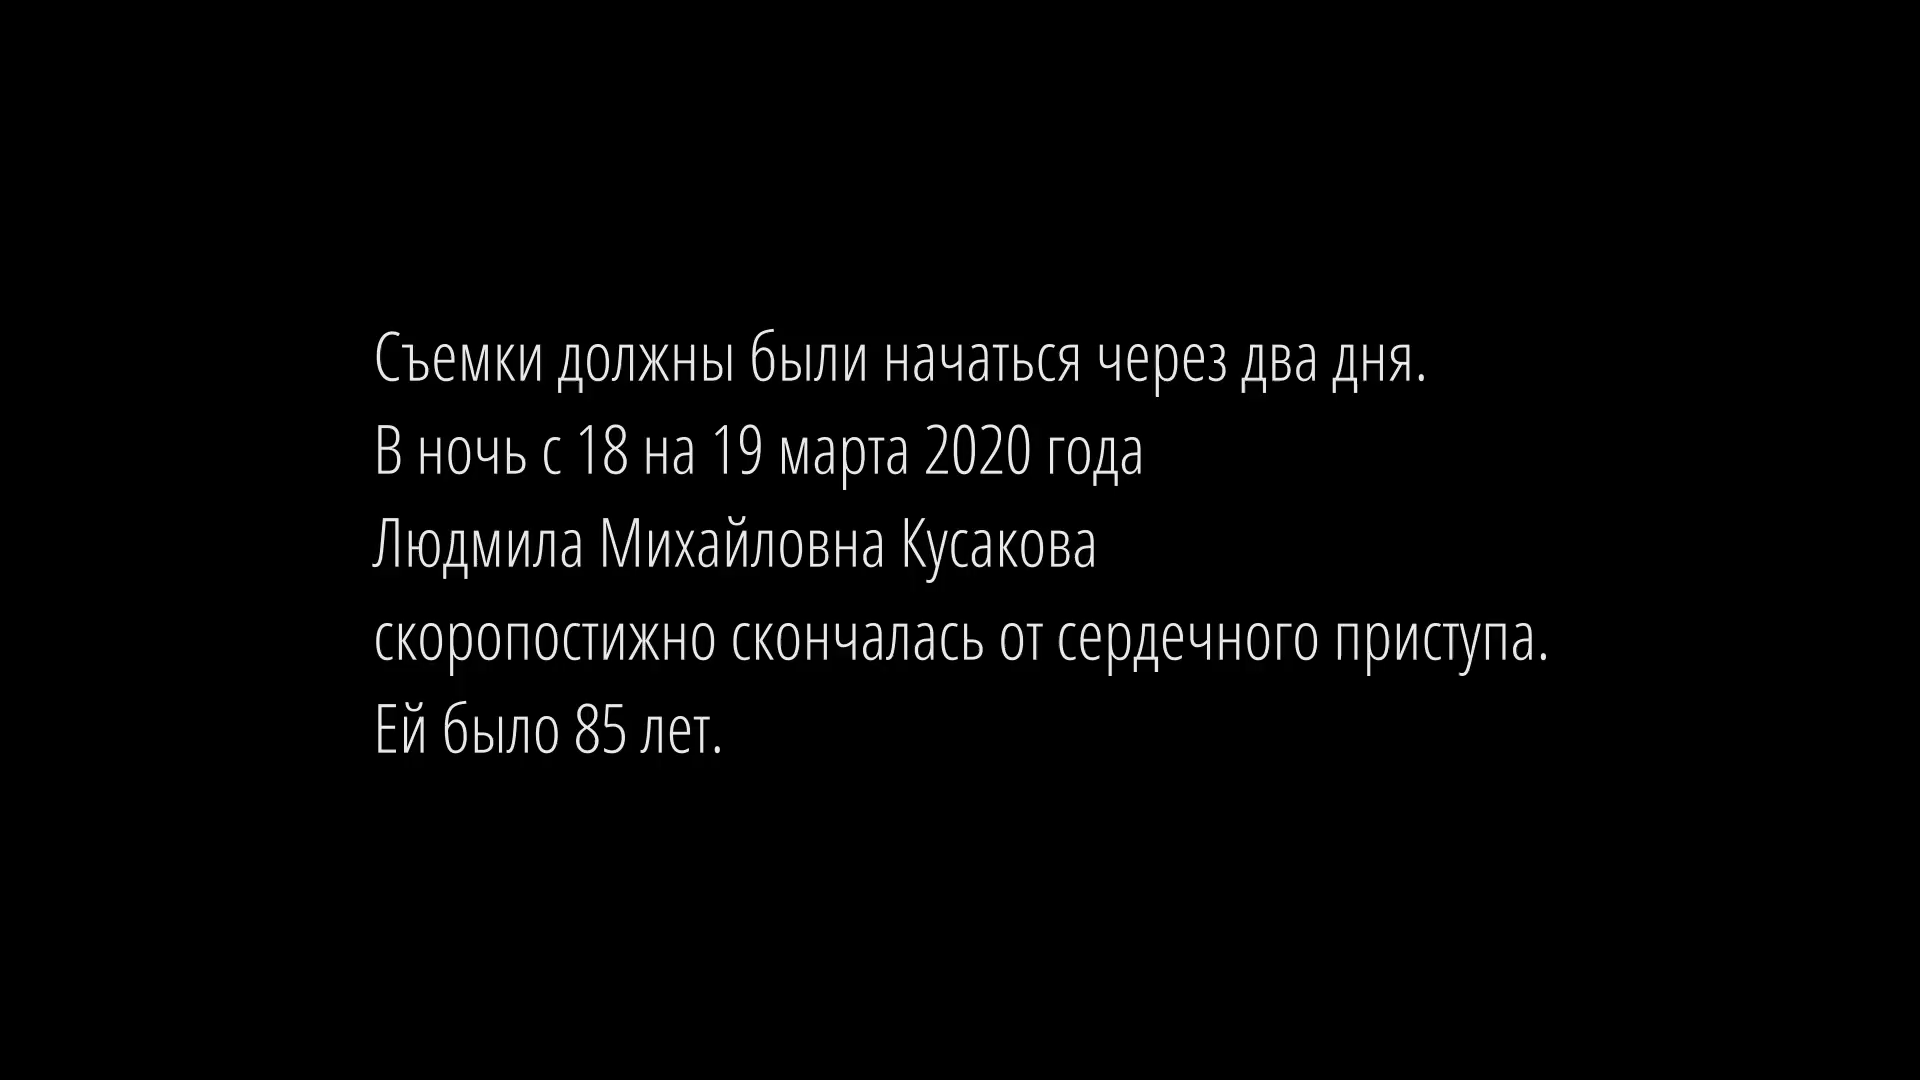 Съемки должны были начаться через два дня.
В ночь с 18 на 19 марта 2020 года
Людмила Михайловна Кусакова
скоропостижно скончалась от сердечного приступа.
Ей было 85 лет.